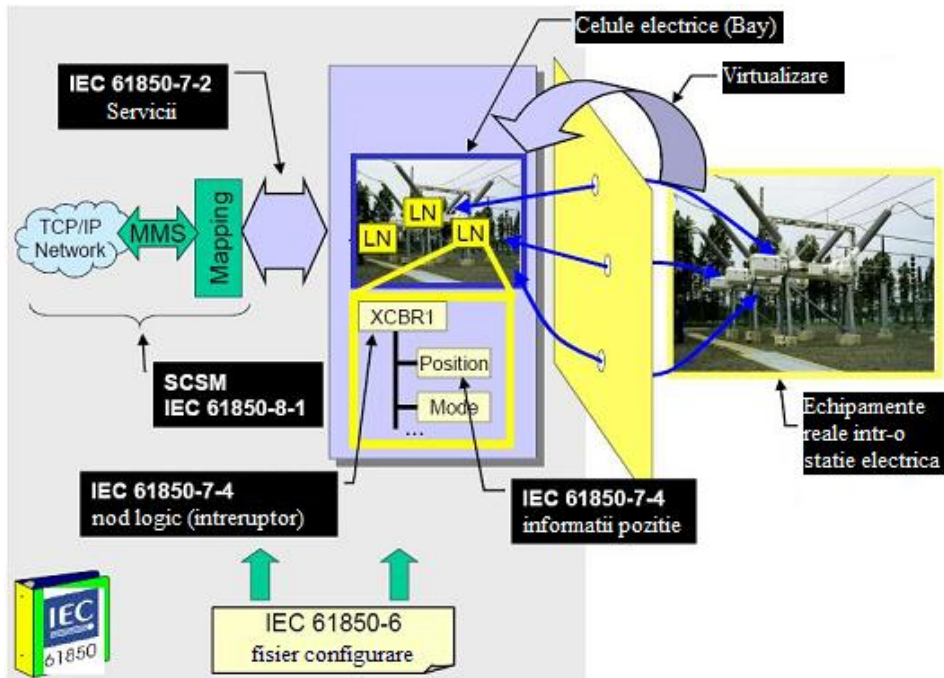 Celule electrice (Bay)
IEC 61850-7-2
Servicii
Virtualizare
TCP/IP
Network
MMS
Mapping
LN
LN
LN
XCBR1
Position
Mode
...
SCSM
IEC 61850-8-1
Echipamente
reale intr-o
statie electrica
IEC 61850-7-4
nod logic (intreruptor)
IEC 61850-7-4
informatii pozitie
IEC 61850-6
fisier configurare
IEC
61850